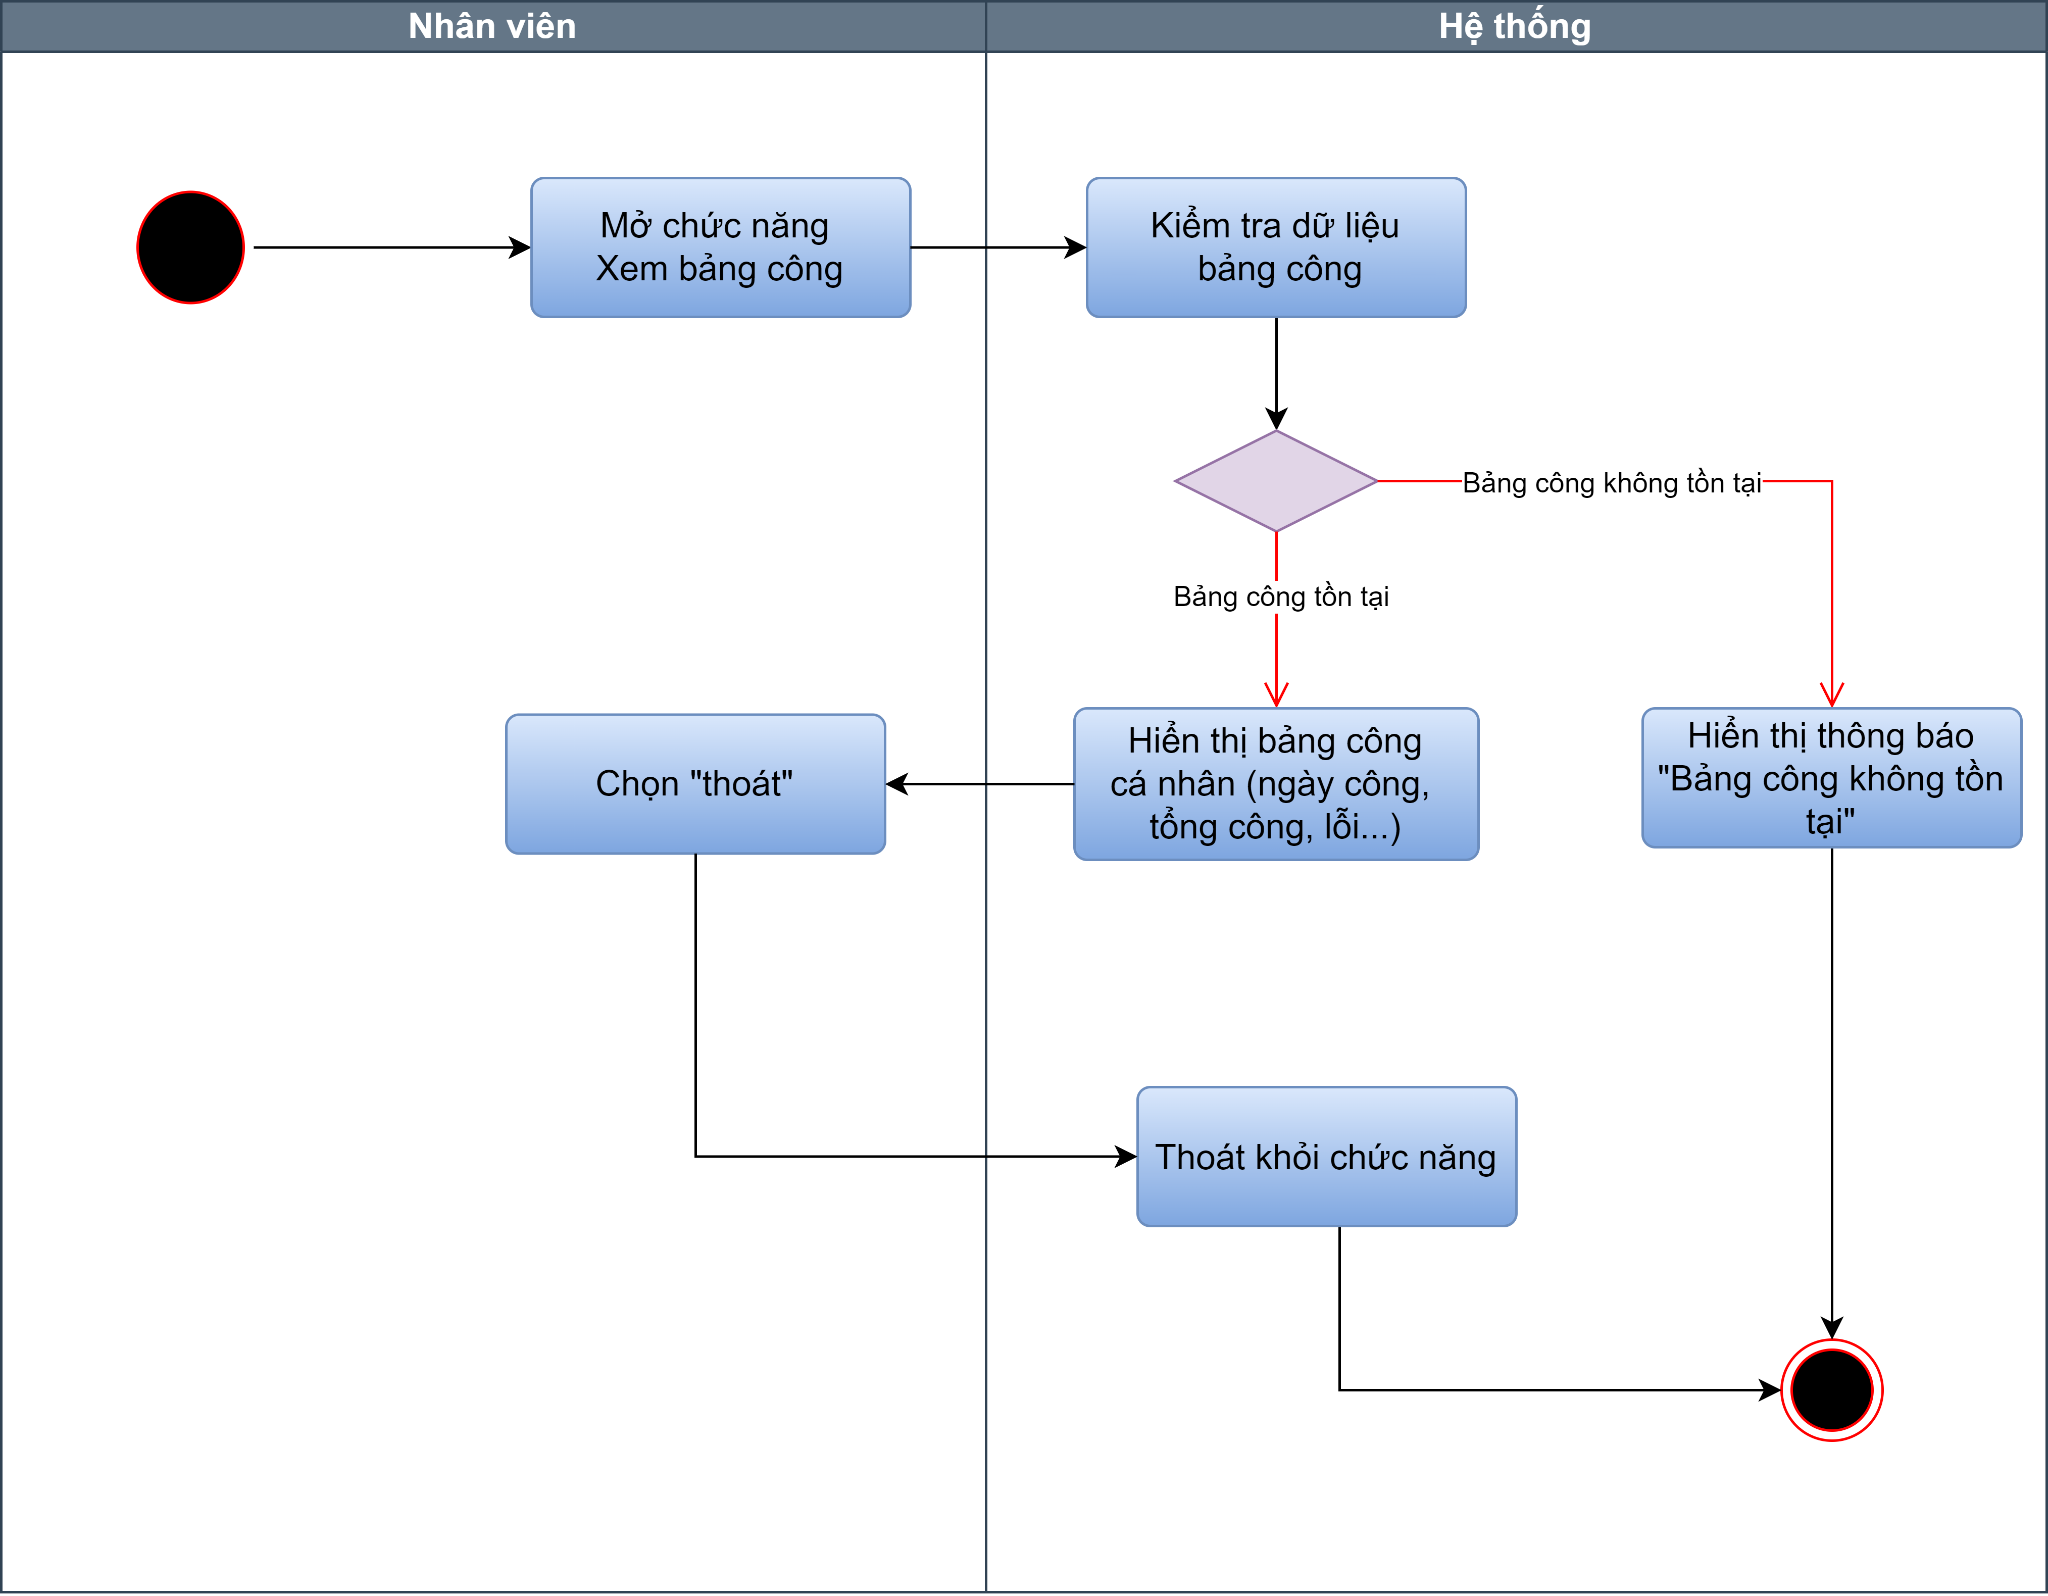 Nhân viên
Hệ thống
Mở chức năng
Xem bảng công
Kiểm tra dữ liệu
bảng công
Bảng công không tồn tại
Bảng công tồn tại
Chọn "thoát"
Hiển thị bảng công
cá nhân (ngày công,
tổng công, lỗi...)
Hiển thị thông báo
"Bảng công không tồn
tại"
Thoát khỏi chức năng